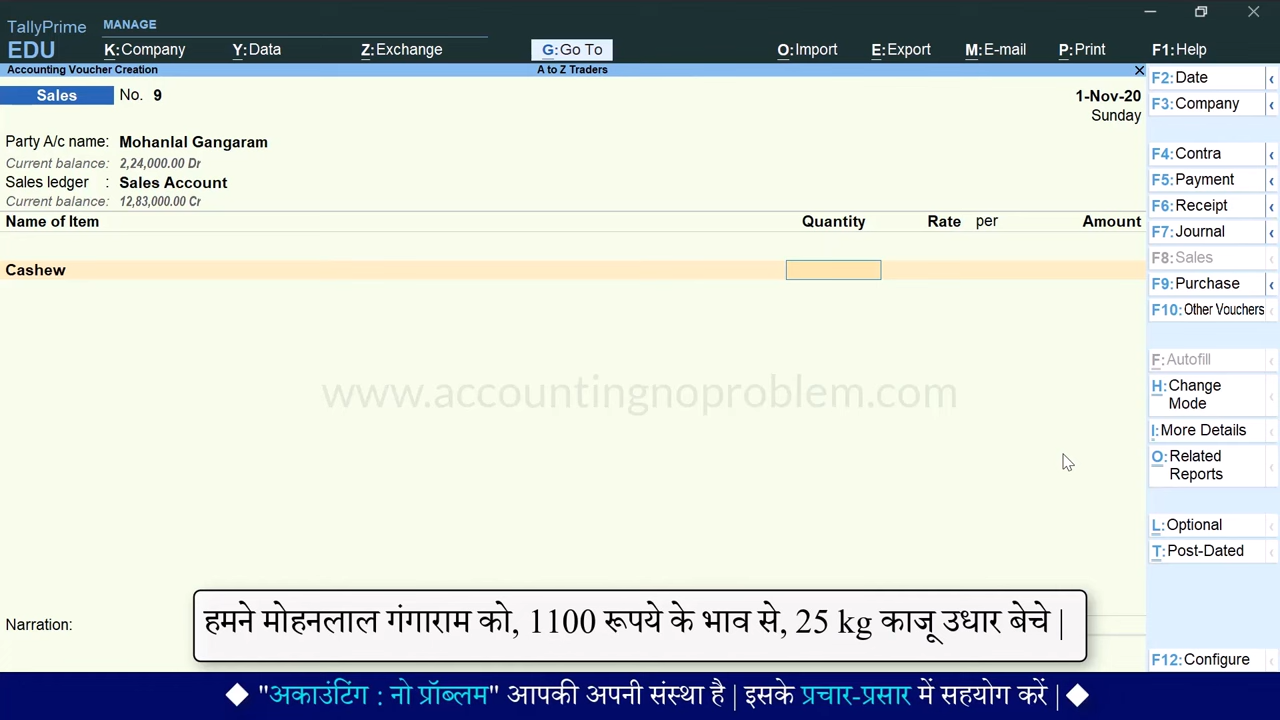 TallyPrime
EDU
MANAGE
K:Company Y:Data Z:Exchange G:Go To O:Import E:Export M:E-mail P:Print F1:Help
Accounting Voucher Creation A to Z Traders
Sales No. 9 1-Nov-20
Sunday
Party A/c name: Mohanlal Gangaram
Current balance: 2,24,000.00 Dr
Sales ledger : Sales Account
Current balance: 12,83,000.00 Cr
Name of Item Quantity Rate per Amount
Cashew
www.accountingnoproblem.com
Narration:
F2:Date
F3:Company
F4:Contra
F5:Payment
F6:Receipt
F7:Journal
F8:Sales
F9:Purchase
F10:Other Vouchers
F:Autofill
H:Change
Mode
I:More Details
O:Related
Reports
L:Optional
T:Post-Dated
F12:Configure
हमने मोहनलाल गंगाराम को, 1100 रूपये के भाव से, 25 kg काजू उधार बेचे |
"अकाउंटिंग : नो प्रॉब्लम" आपकी अपनी संस्था है | इसके प्रचार-प्रसार में सहयोग करें |